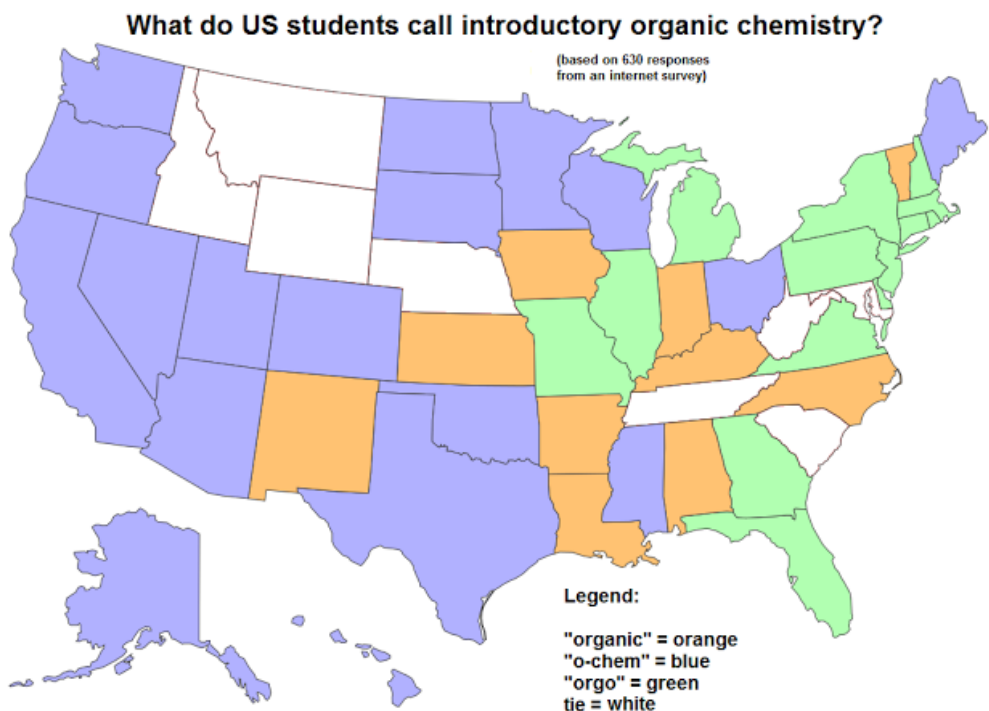 What do US students call introductory organic chemistry?
(based on 630 responses
from an internet survey)
Legend:
"organic" = orange
"o-chem" = blue
"orgo" = green
tie = white